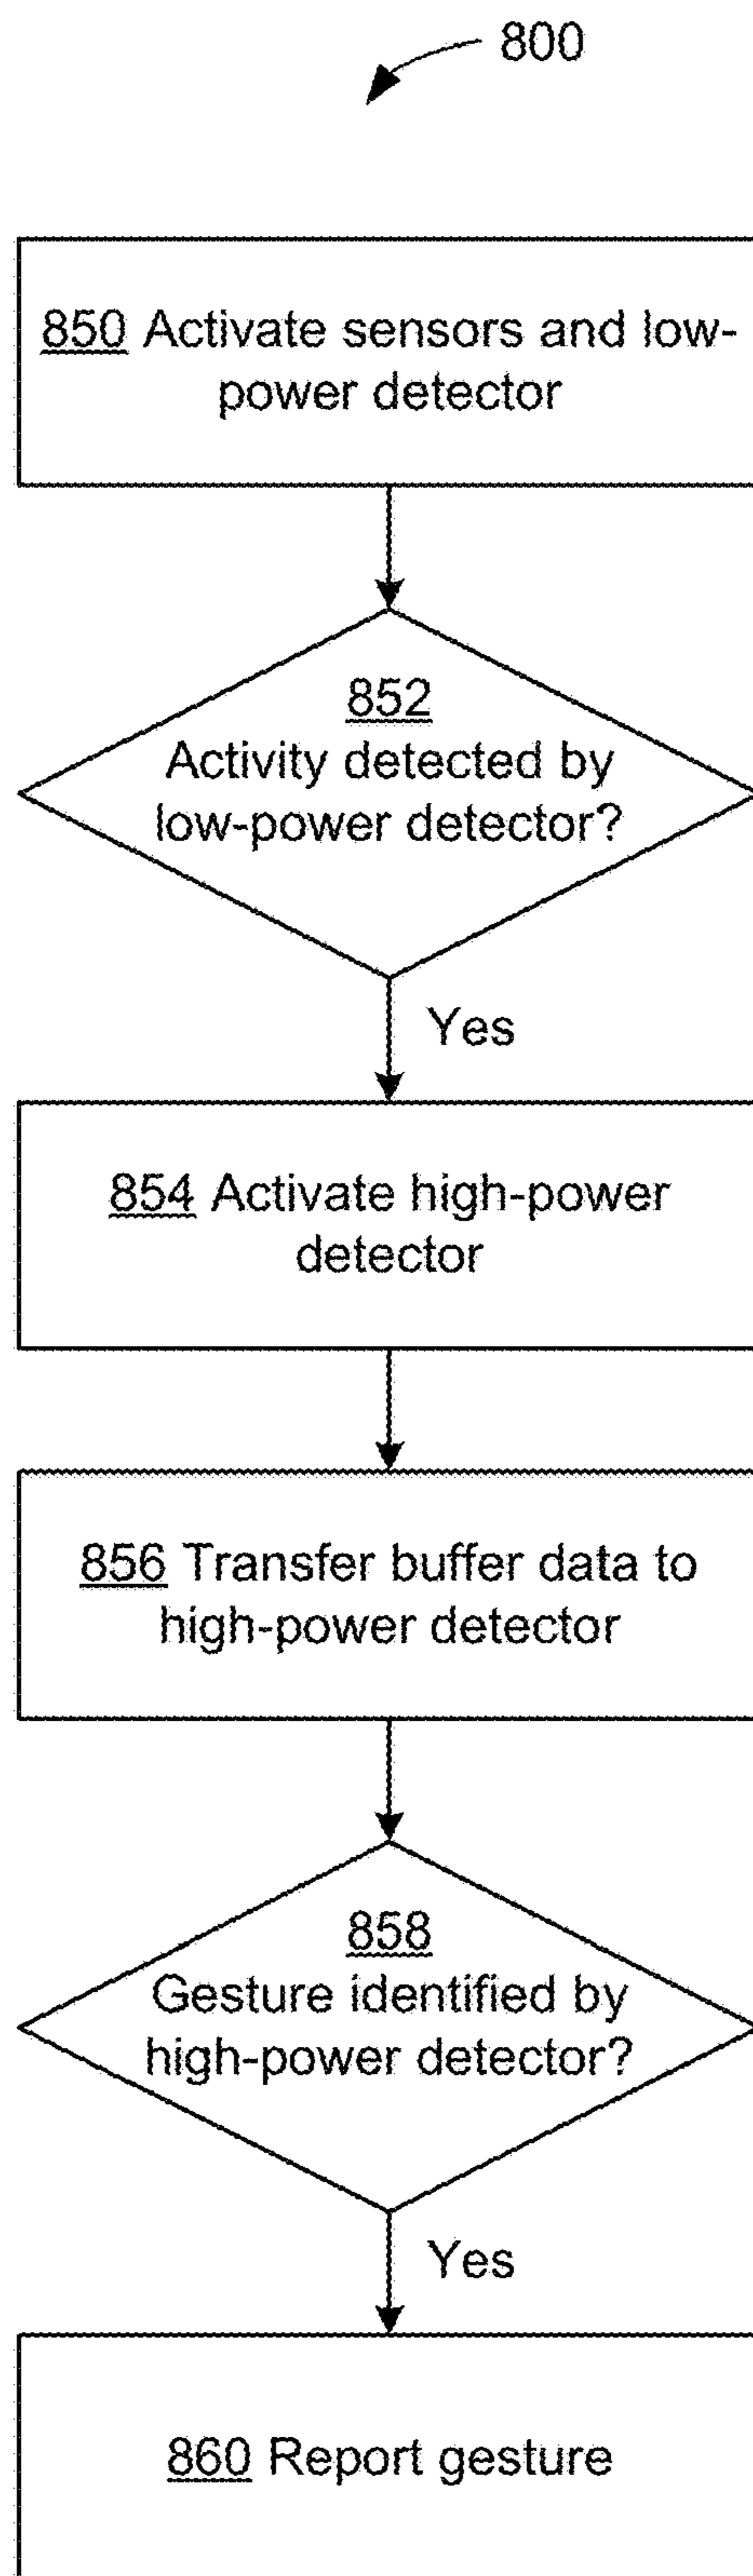 800
850 Activate sensors and low-
power detector
852
Activity detected by
low-power detector?
Yes
854 Activate high-power
detector
856 Transfer buffer data to
high-power detector
858
Gesture identified by
high-power detector?
Yes
860 Report gesture